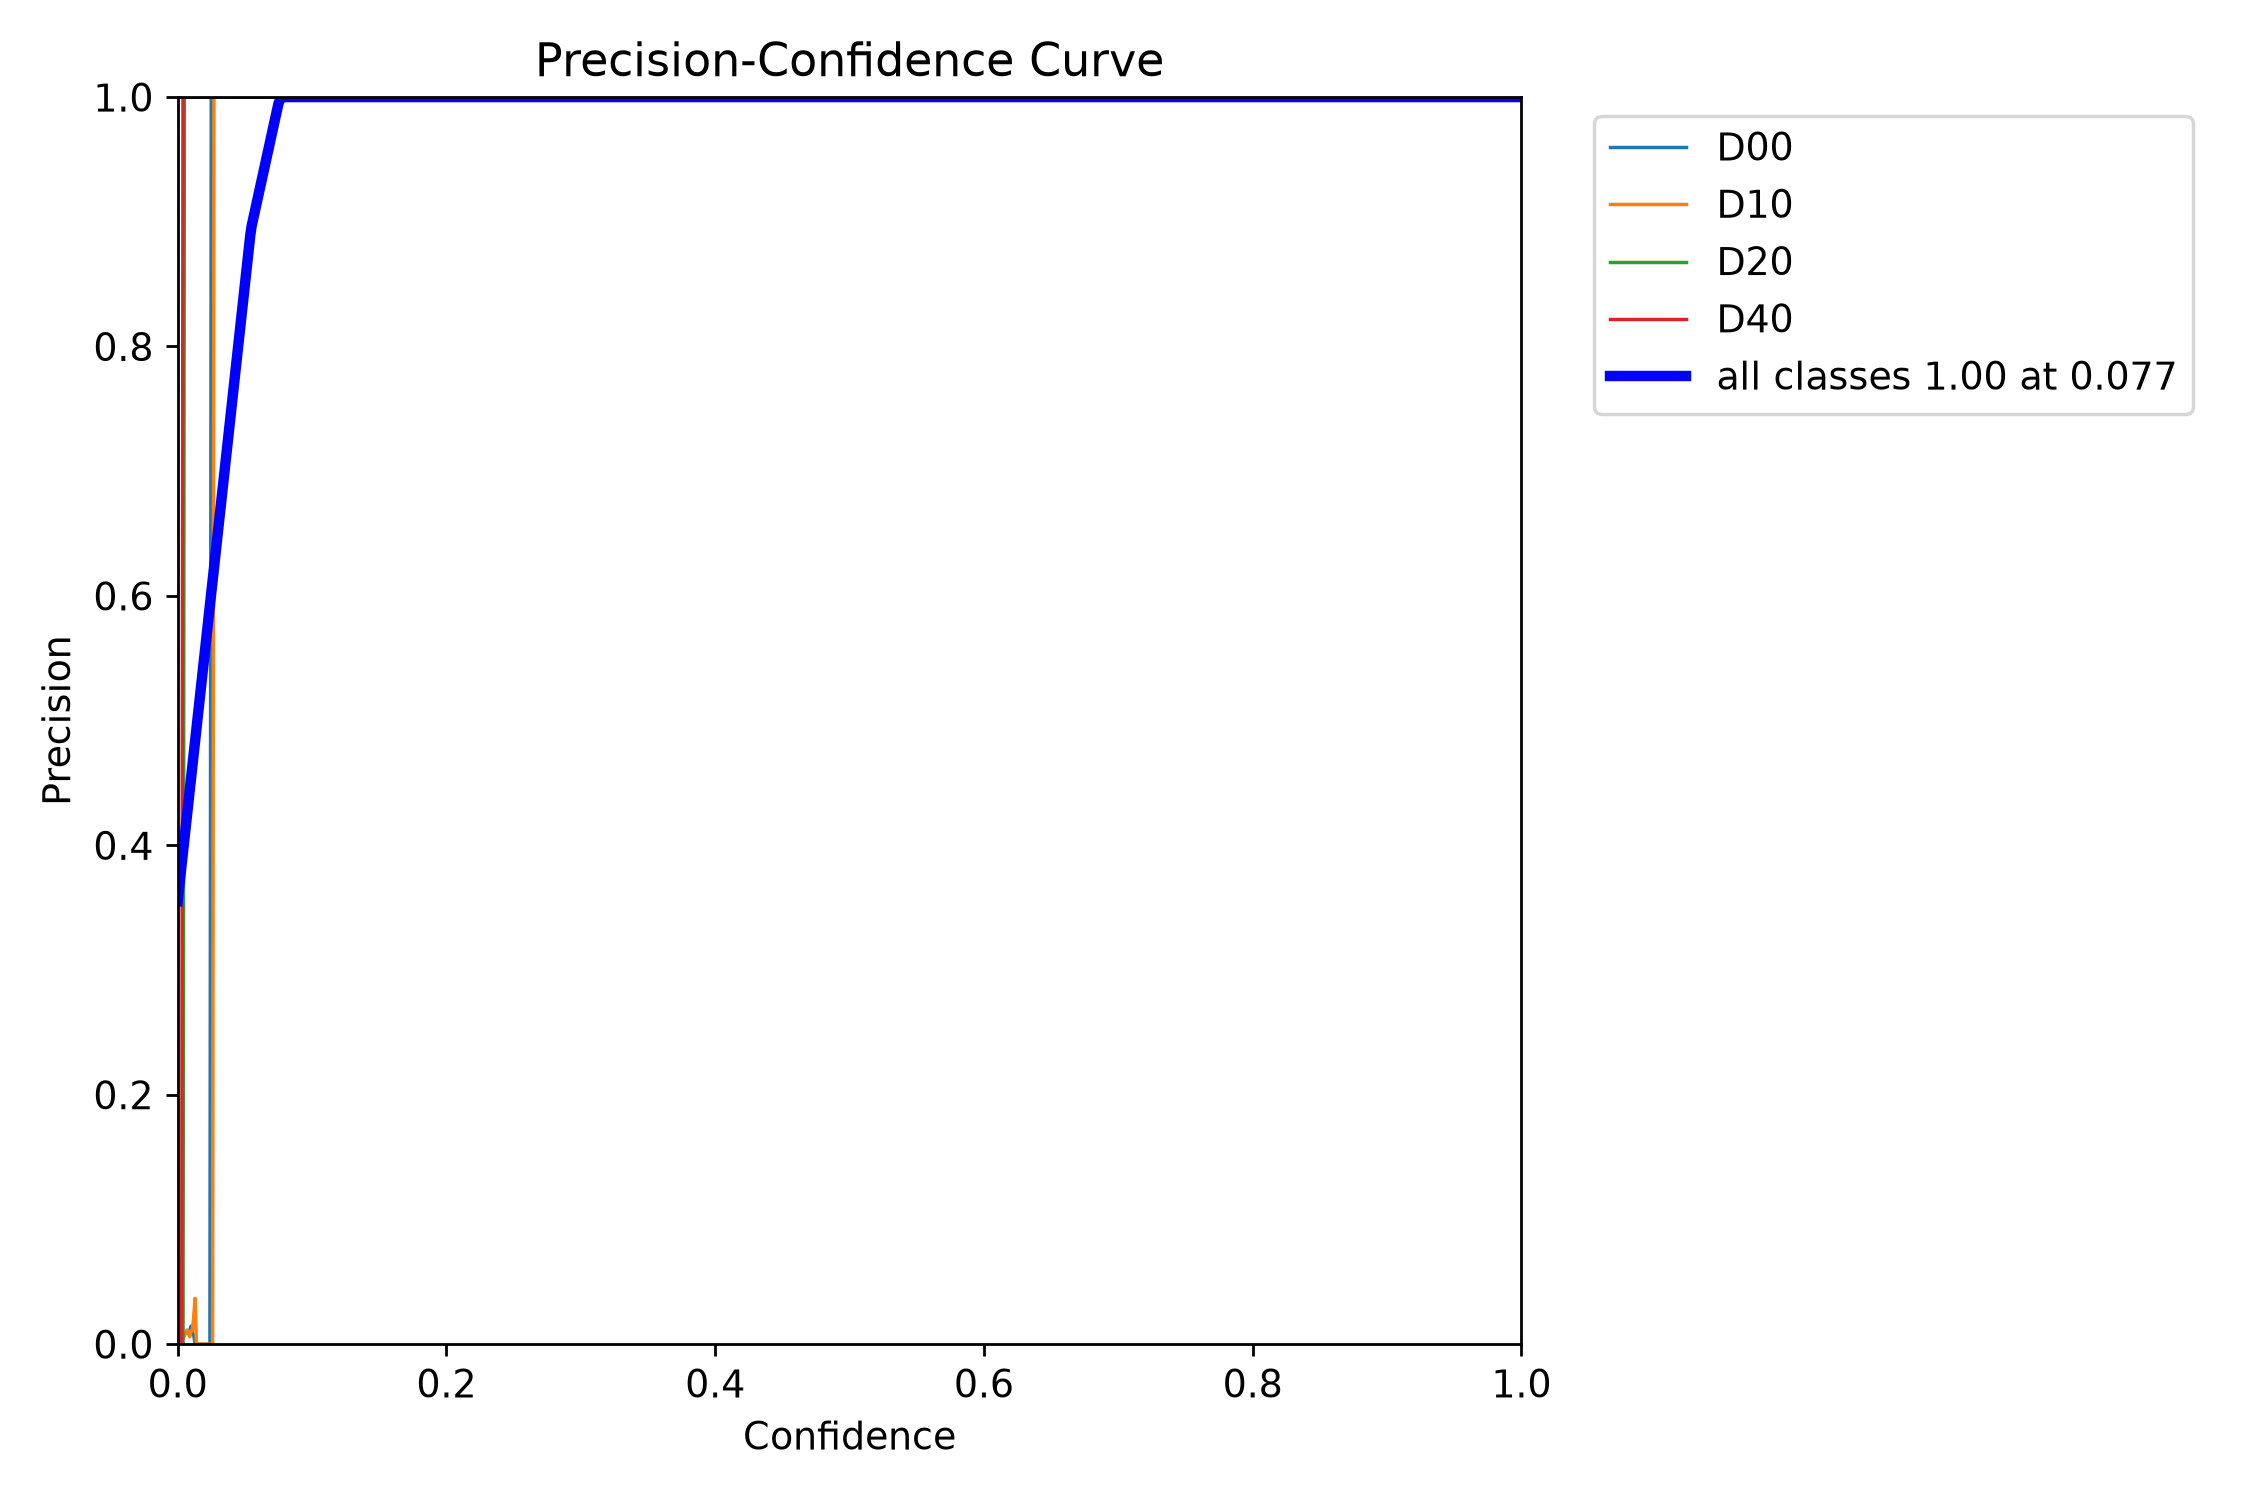 Precision-Confidence Curve
1.0
0.8
0.6
0.4
0.2
0.0
Precision
0.0 0.2 0.4 0.6 0.8 1.0
Confidence
D00
D10
D20
D40
all classes 1.00 at 0.077